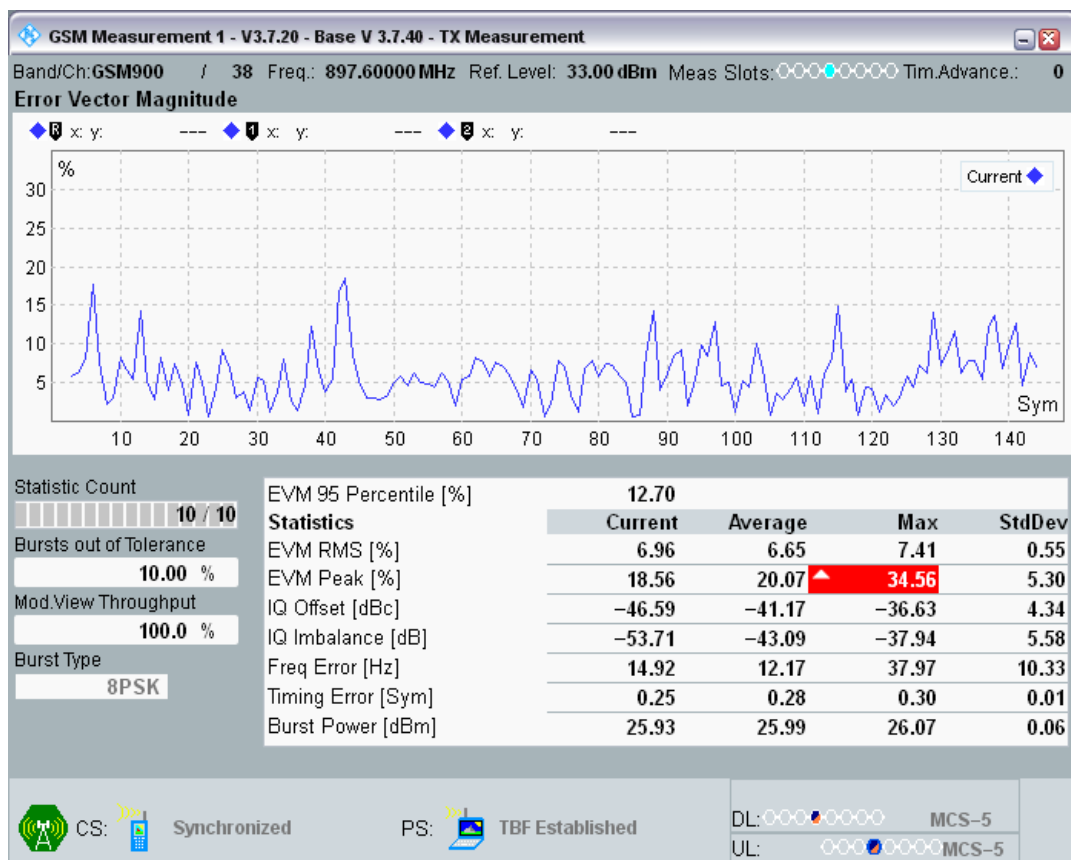 GSM Measurement 1 - V3.7.20 - Base V 3.7.40 - TX Measurement
Band/Ch:GSM900 / 38 Freq.: 897.60000 MHz Ref. Level: 33.00 dBm Meas Slots: Tim.Advance.: 0
Error Vector Magnitude
R x: y: --- 1 x: y: --- 2 x: y: ---
%
Current
30
25
20
15
10
5
Sym
10 20 30 40 50 60 70 80 90 100 110 120 130 140
Statistic Count
10 / 10
Bursts out of Tolerance
10.00 %
Mod.View Throughput
100.0 %
Burst Type
8PSK
EVM 95 Percentile [%] 12.70
Statistics Current Average Max StdDev
EVM RMS [%] 6.96 6.65 7.41 0.55
EVM Peak [%] 18.56 20.07 34.56 5.30
IQ Offset [dBc] −46.59 −41.17 −36.63 4.34
IQ Imbalance [dB] −53.71 −43.09 −37.94 5.58
Freq Error [Hz] 14.92 12.17 37.97 10.33
Timing Error [Sym] 0.25 0.28 0.30 0.01
Burst Power [dBm] 25.93 25.99 26.07 0.06
CS: Synchronized PS: TBF Established
DL: MCS−5
UL: MCS−5